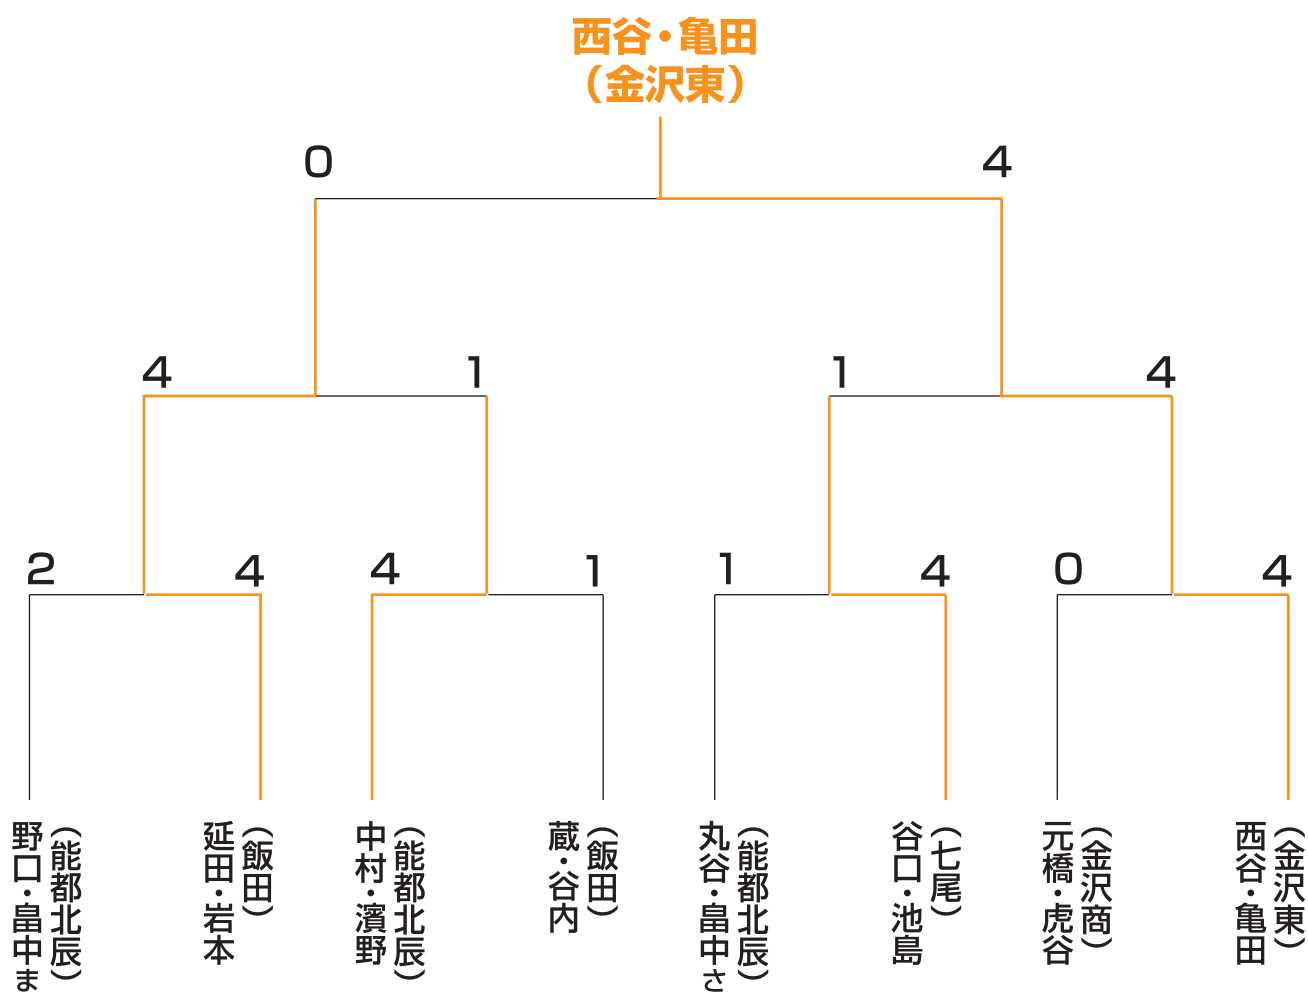 西谷・亀田
（金沢東）
0
4
4
1
1
4
2
4
4
1
1
4
0
4
野口・畠中ま
（能都北辰）
延田・岩本
（飯田）
中村・濱野
（能都北辰）
蔵・谷内
（飯田）
丸谷・畠中さ
（能都北辰）
谷口・池島
（七尾）
元橋・虎谷
（金沢商）
西谷・亀田
（金沢東）